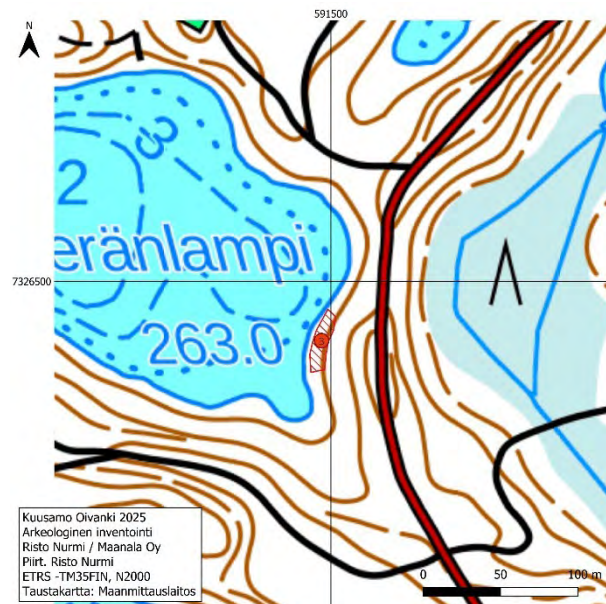 591500
N
3
2
eränlampi
7326500
263.0
3
Kuusamo Oivanki 2025
Arkeologinen inventointi
Risto Nurmi / Maanala Oy
Piirt. Risto Nurmi
ETRS -TM35FIN, N2000
Taustakartta: Maanmittauslaitos
0 50 100 m